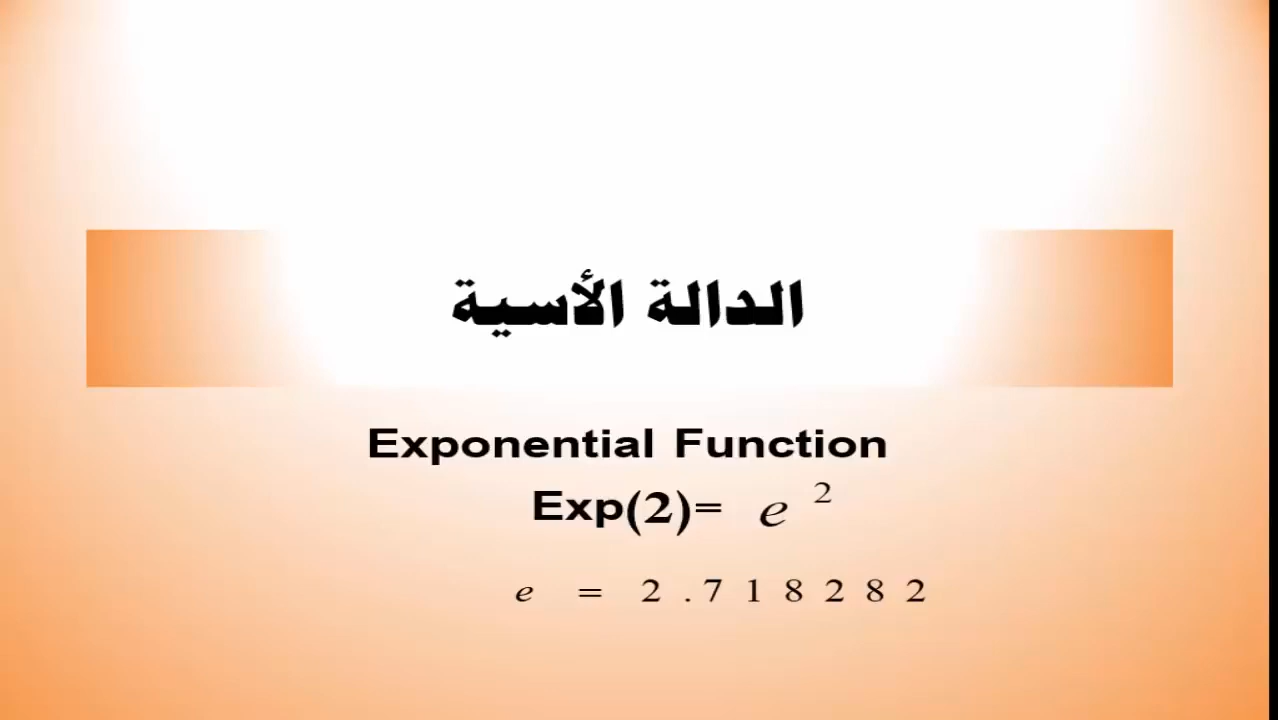 الدالة الأسية
Exponential Function
Exp(2)= e ²
e = 2.718282